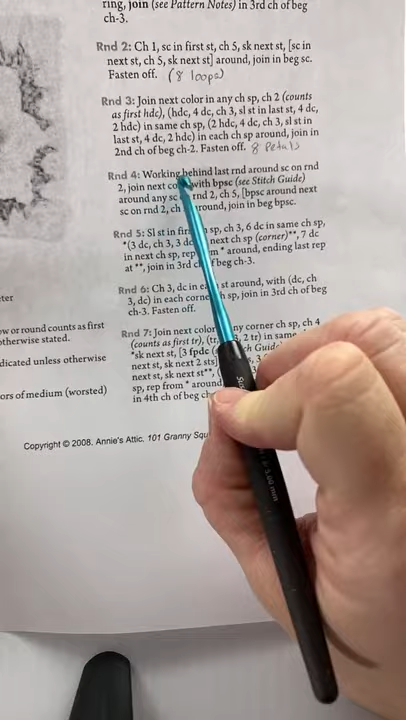 ring, join (see Pattern Notes) in 3rd ch of beg
ch-3.
Rnd 2: Ch 1, sc in first st, ch 5, sk next st, [sc in
next st, ch 5, sk next st] around, join in beg sc.
Fasten off. (8 loops)
Rnd 3: Join next color in any ch sp, ch 2 (counts
as first hdc), (hdc, 4 dc, ch 3, sl st in last st, 4 dc,
2 hdc) in same ch sp, (2 hdc, 4 dc, ch 3, sl st in
last st, 4 dc, 2 hdc) in each ch sp around, join in
2nd ch of beg ch-2. Fasten off. 8 Petals
Rnd 4: Working behind last rnd around sc on rnd
2, join next with bpsc (see Stitch Guide)
around any sc rnd 2, ch 5, [bpsc around next
sc on rnd 2, ch around, join in beg bpsc.
Rnd 5: Sl st in first sp, ch 3, 6 dc in same ch sp,
*(3 dc, ch 3, 3 dc next ch sp (corner)**, 7 dc
in next ch sp, rep * around, ending last rep
at **, join in 3rd ch of beg ch-3.
Rnd 6: Ch 3, dc in st around, with (dc, ch
3, dc) in each corner sp, join in 3rd ch of beg
ch-3. Fasten off.
Rnd 7: Join next color any corner ch sp, ch 4
(counts as first tr), 3, 2 tr) in same
*sk next st, [3 fpdc
next st, sk next 2 sts] 3
next st, sk next st**,
sp, rep from * around
in 4th ch of beg
ter
ew or round counts as first
otherwise stated.
dicated unless otherwise
ors of medium (worsted)
Copyright © 2008. Annie's Attic. 101 Granny
5.00 mm